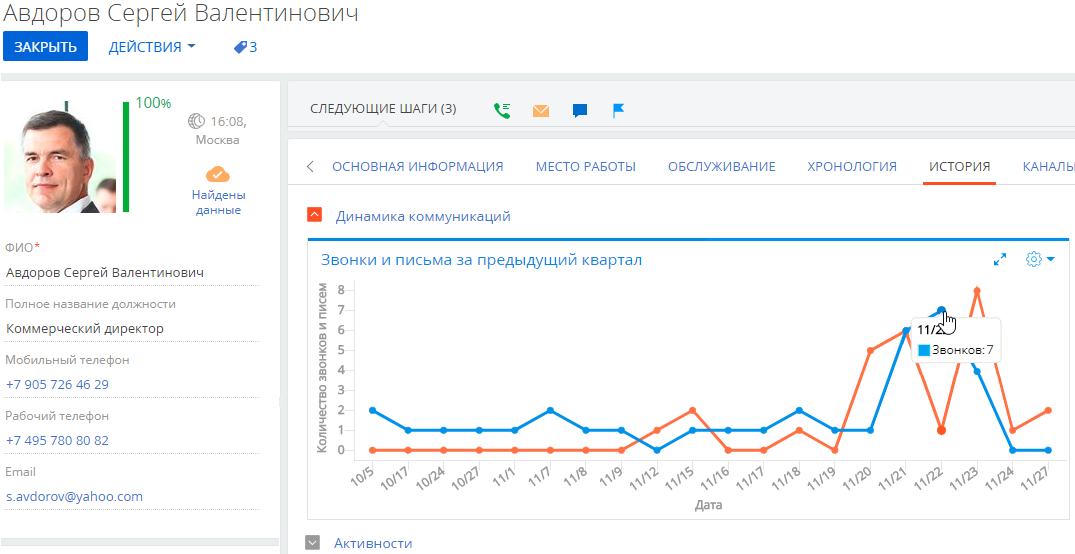 Авдоров Сергей Валентинович
ЗАКРЫТЬ ДЕЙСТВИЯ 3
100%
16:08,
Москва
Найдены
данные
ФИО*
Авдоров Сергей Валентинович
Полное название должности
Коммерческий директор
Мобильный телефон
+7 905 726 46 29
Рабочий телефон
+7 495 780 80 82
Email
s.avdorov@yahoo.com
СЛЕДУЮЩИЕ ШАГИ (3)
ОСНОВНАЯ ИНФОРМАЦИЯ МЕСТО РАБОТЫ ОБСЛУЖИВАНИЕ ХРОНОЛОГИЯ ИСТОРИЯ КАНАЛЫ
Динамика коммуникаций
Звонки и письма за предыдущий квартал
Количество звонков и писем
8
7
6
5
4
3
2
1
0
11/2
Звонков: 7
10/5 10/17 10/24 10/27 11/1 11/7 11/8 11/9 11/12 11/15 11/16 11/17 11/18 11/19 11/20 11/21 11/22 11/23 11/24 11/27
Дата
Активности